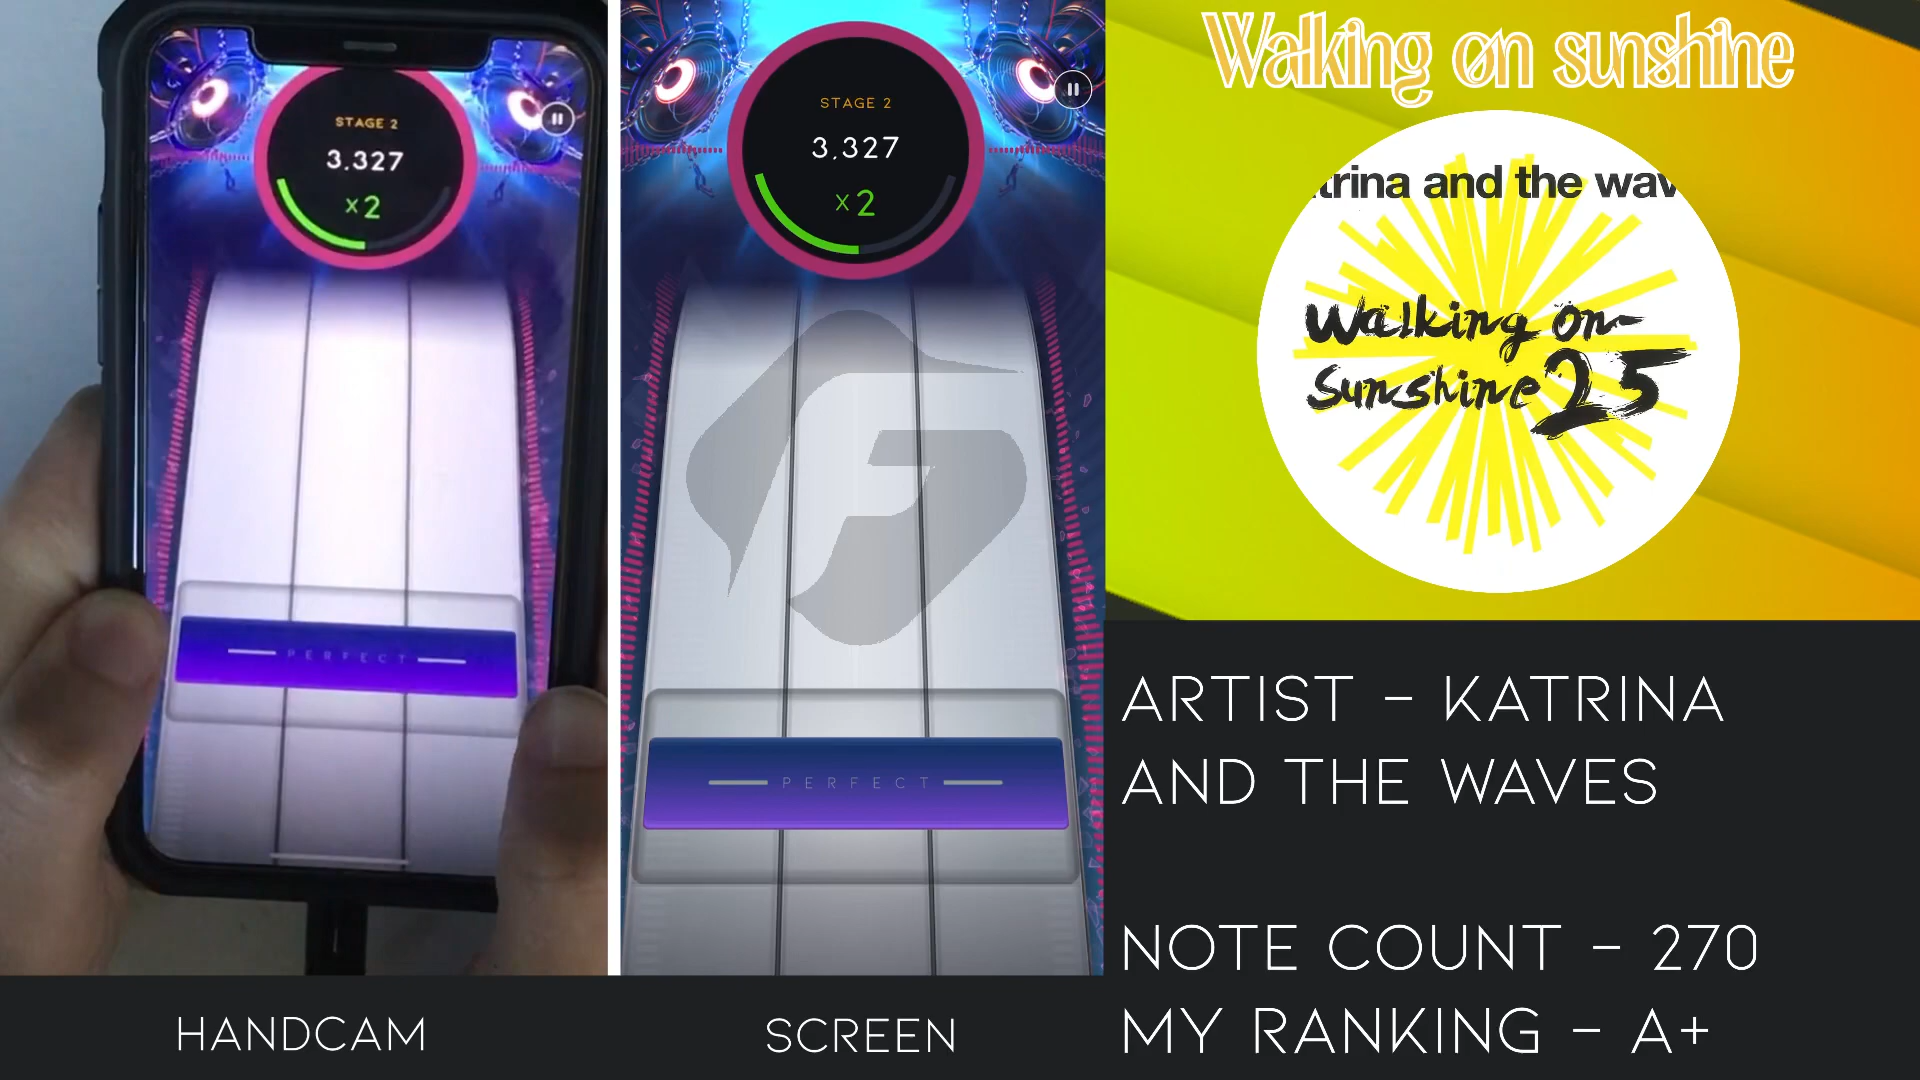 STAGE 2
3,327
x2
PERFECT
HANDCAM
STAGE 2
3,327
x2
PERFECT
SCREEN
Walking on sunshine
trina and the wav
Walking on
Sunshine 25
ARTIST - KATRINA
AND THE WAVES
NOTE COUNT - 270
MY RANKING - A+